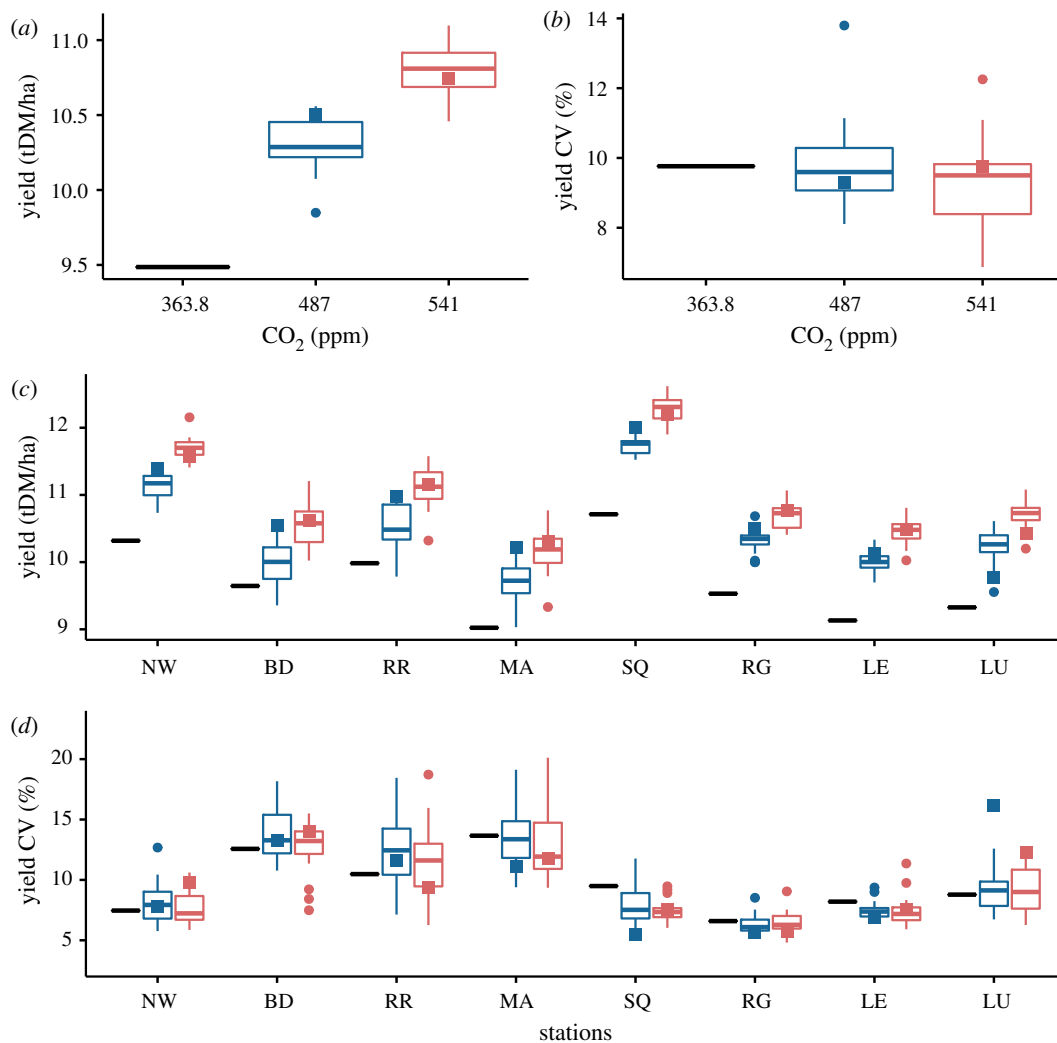 (a)
yield (tDM/ha)
11.0
10.5
10.0
9.5
363.8 487 541
CO2 (ppm)
(b)
yield CV (%)
14
12
10
8
363.8 487 541
CO2 (ppm)
(c)
yield (tDM/ha)
12
11
10
9
NW BD RR MA SQ RG LE LU
(d)
yield CV (%)
20
15
10
5
NW BD RR MA SQ RG LE LU
stations